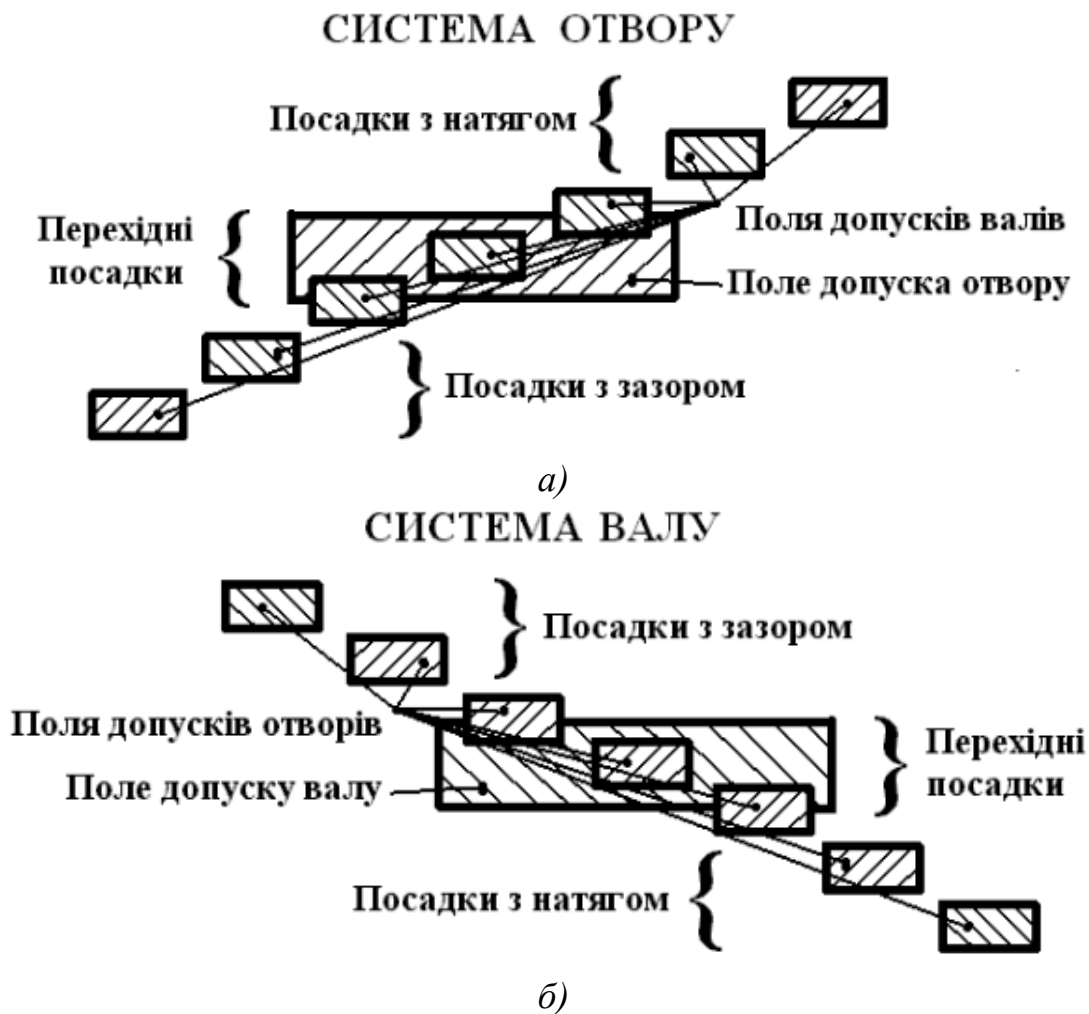 СИСТЕМА ОТВОРУ
Посадки з натягом
Перехідні
посадки
Поля допусків валів
Поле допуска отвору
Посадки з зазором
а)
СИСТЕМА ВАЛУ
Посадки з зазором
Поля допусків отворів
Перехідні
посадки
Поле допуску валу
Посадки з натягом
б)